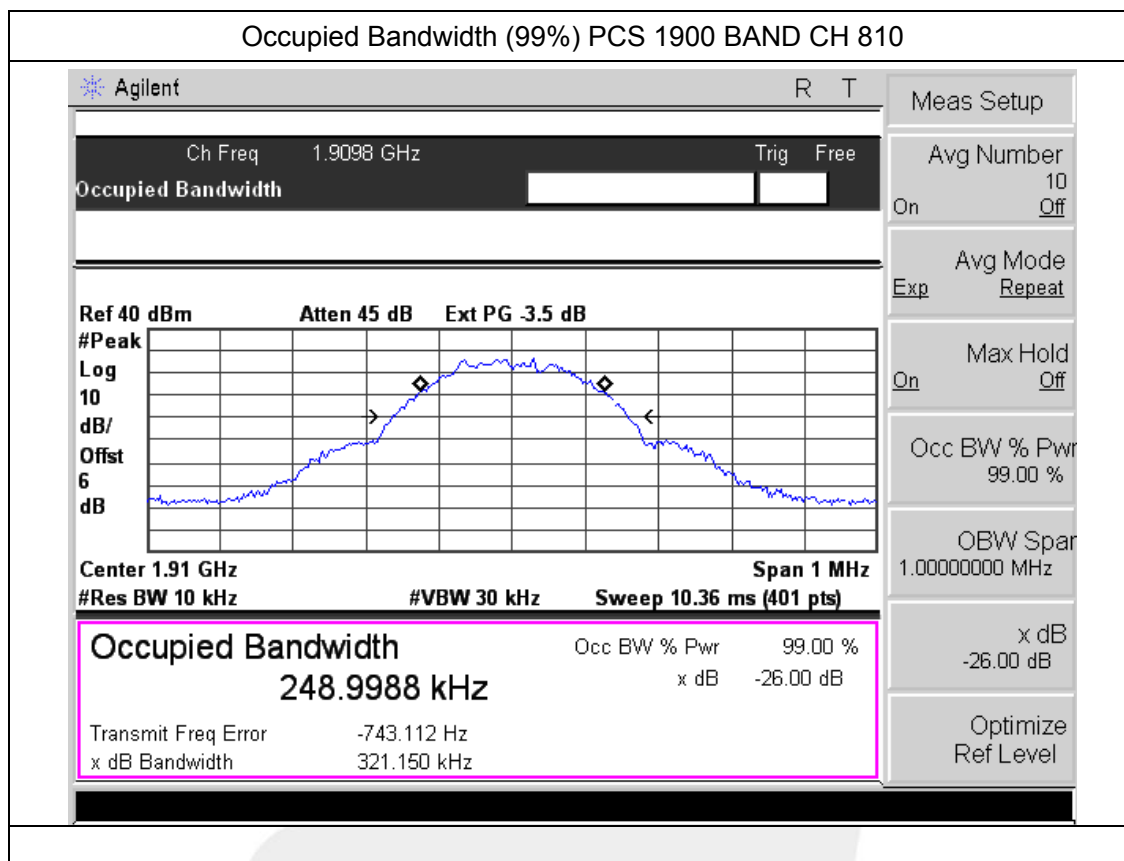 Occupied Bandwidth (99%) PCS 1900 BAND CH 810
Agilent R T
Ch Freq 1.9098 GHz Trig Free
Occupied Bandwidth
Ref 40 dBm Atten 45 dB Ext PG -3.5 dB
#Peak
Log
10
dB/
Offst
6
dB
Center 1.91 GHz Span 1 MHz
#Res BW 10 kHz #VBW 30 kHz Sweep 10.36 ms (401 pts)
Occupied Bandwidth Occ BW % Pwr 99.00 %
248.9988 kHz x dB -26.00 dB
Transmit Freq Error -743.112 Hz
x dB Bandwidth 321.150 kHz
Meas Setup
Avg Number
10
On Off
Avg Mode
Exp Repeat
Max Hold
On Off
Occ BW % Pwr
99.00 %
OBW Span
1.00000000 MHz
x dB
-26.00 dB
Optimize
Ref Level